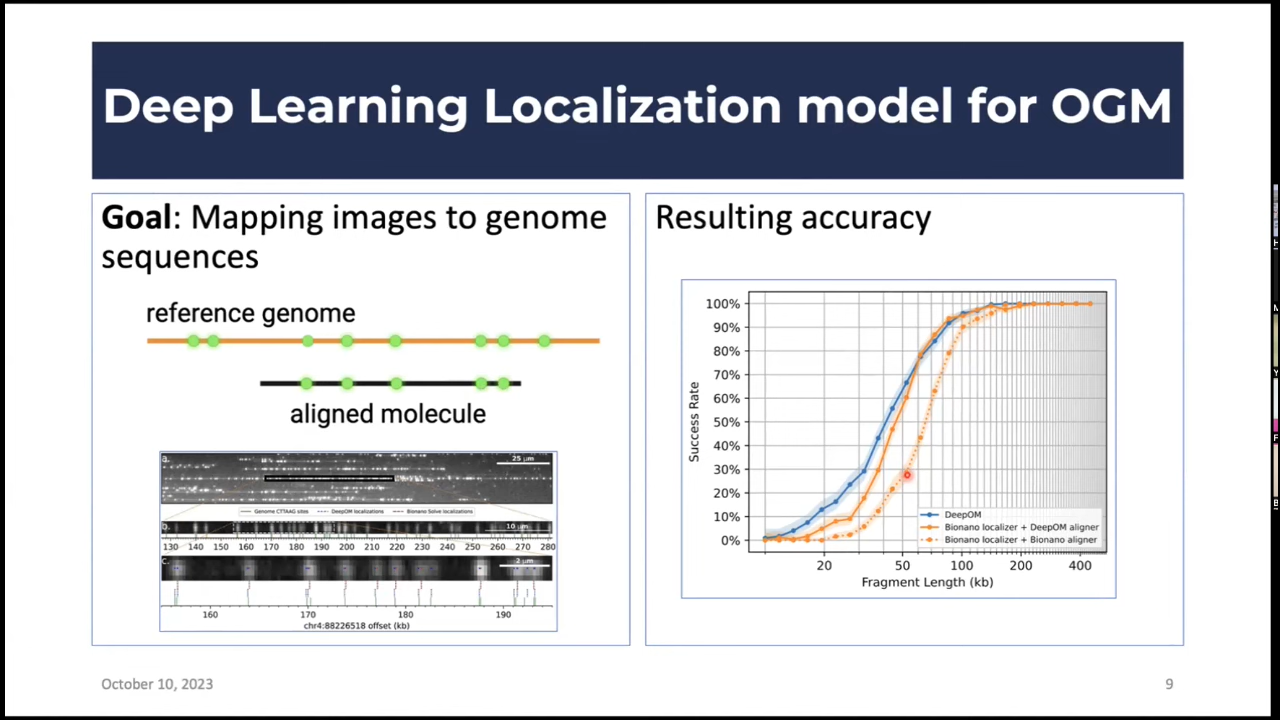 Deep Learning Localization model for OGM
Goal: Mapping images to genome
sequences
reference genome
aligned molecule
25 μm
Genome CTTAAG sites DeepOM localizations Bionano Solve localizations
10 μm
130 140 150 160 170 180 190 200 210 220 230 240 250 260 270 280
C.
2 μm
160 170 180 190
chr4:88226518 offset (kb)
Resulting accuracy
100%
90%
80%
70%
60%
50%
40%
30%
20%
10%
0%
Success Rate
DeepOM
Bionano localizer + DeepOM aligner
Bionano localizer + Bionano aligner
20 50 100 200 400
Fragment Length (kb)
October 10, 2023
9